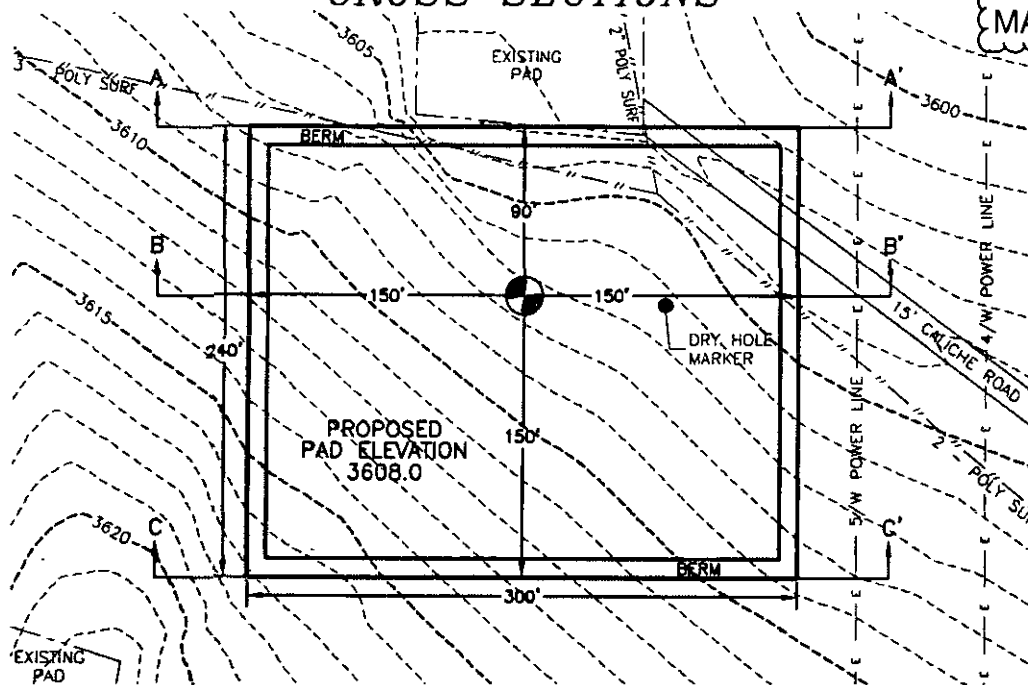 CROSS SECTIONS
MA
3605
EXISTING
PAD
2" POLY SURF
3
POLY SURF
A
A'
3600
3610
BERM
90'
B
B'
150'
150'
15' CALICHE ROAD
4/W POWER LINE
3615
240'
DRY HOLE
MARKER
PROPOSED
PAD ELEVATION
3608.0
150'
5/W POWER LINE
2" POLY SU
3620
C
C'
BERM
300'
EXISTING
PAD